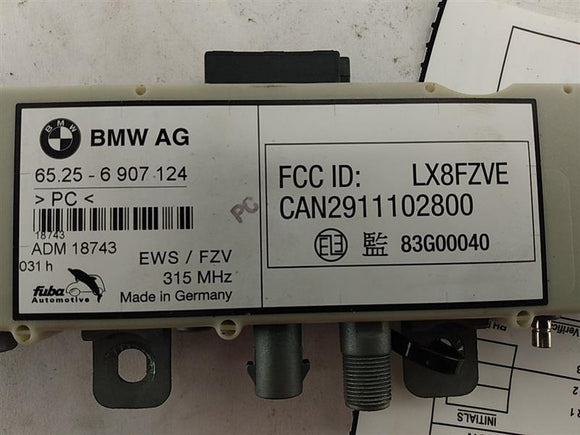 BMW
BMW AG
65.25 - 6 907 124
> PC <
18743
ADM 18743
031 h
EWS / FZV
315 MHz
Made in Germany
fuba
Automotive
PC
FCC ID: LX8FZVE
CAN2911102800
監 83G00040
INITIALS